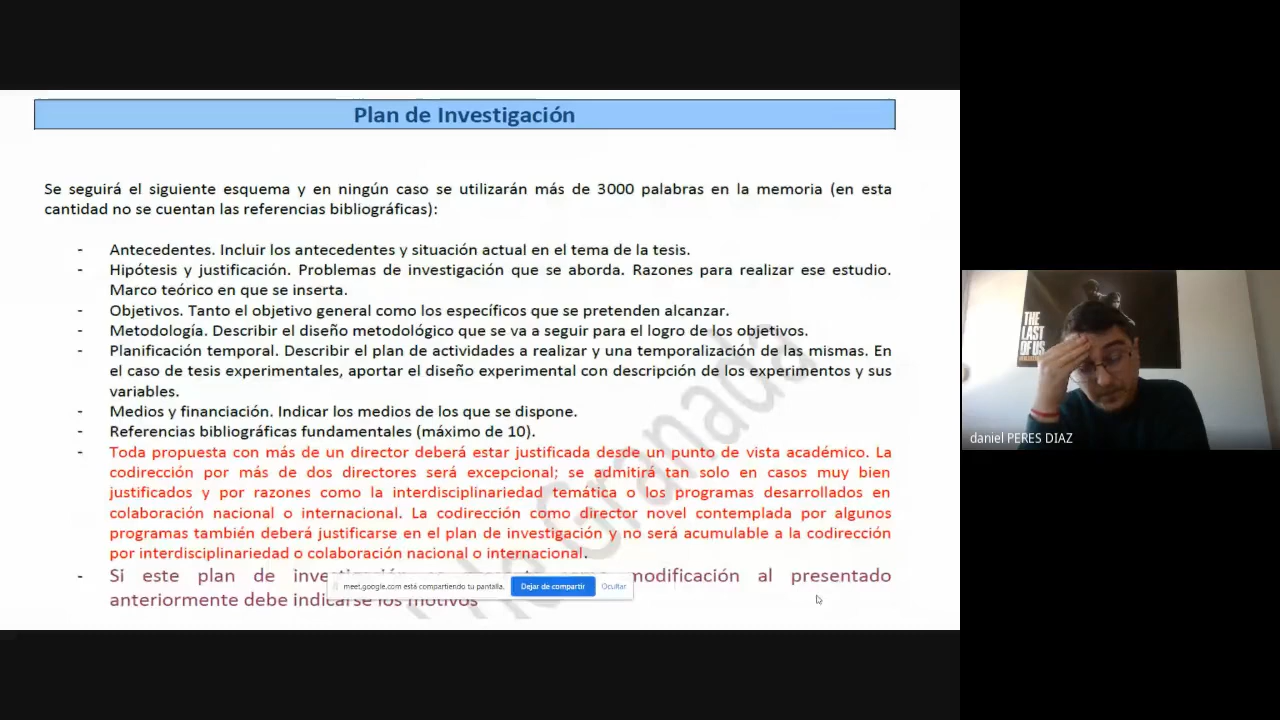 Plan de Investigación
Se seguirá el siguiente esquema y en ningún caso se utilizarán más de 3000 palabras en la memoria (en esta
cantidad no se cuentan las referencias bibliográficas):
- Antecedentes. Incluir los antecedentes y situación actual en el tema de la tesis.
- Hipótesis y justificación. Problemas de investigación que se aborda. Razones para realizar ese estudio.
Marco teórico en que se inserta.
- Objetivos. Tanto el objetivo general como los específicos que se pretenden alcanzar.
- Metodología. Describir el diseño metodológico que se va a seguir para el logro de los objetivos.
- Planificación temporal. Describir el plan de actividades a realizar y una temporalización de las mismas. En
el caso de tesis experimentales, aportar el diseño experimental con descripción de los experimentos y sus
variables.
- Medios y financiación. Indicar los medios de los que se dispone.
- Referencias bibliográficas fundamentales (máximo de 10).
- Toda propuesta con más de un director deberá estar justificada desde un punto de vista académico. La
codirección por más de dos directores será excepcional; se admitirá tan solo en casos muy bien
justificados y por razones como la interdisciplinariedad temática o los programas desarrollados en
colaboración nacional o internacional. La codirección como director novel contemplada por algunos
programas también deberá justificarse en el plan de investigación y no será acumulable a la codirección
por interdisciplinariedad o colaboración nacional o internacional.
- Si este plan de modificación al presentado
anteriormente debe indicarse los motivos
meet.google.com está compartiendo tu pantalla.
Dejar de compartir
Ocultar
de Granada
THE
LAST
OF US
daniel PERES DIAZ